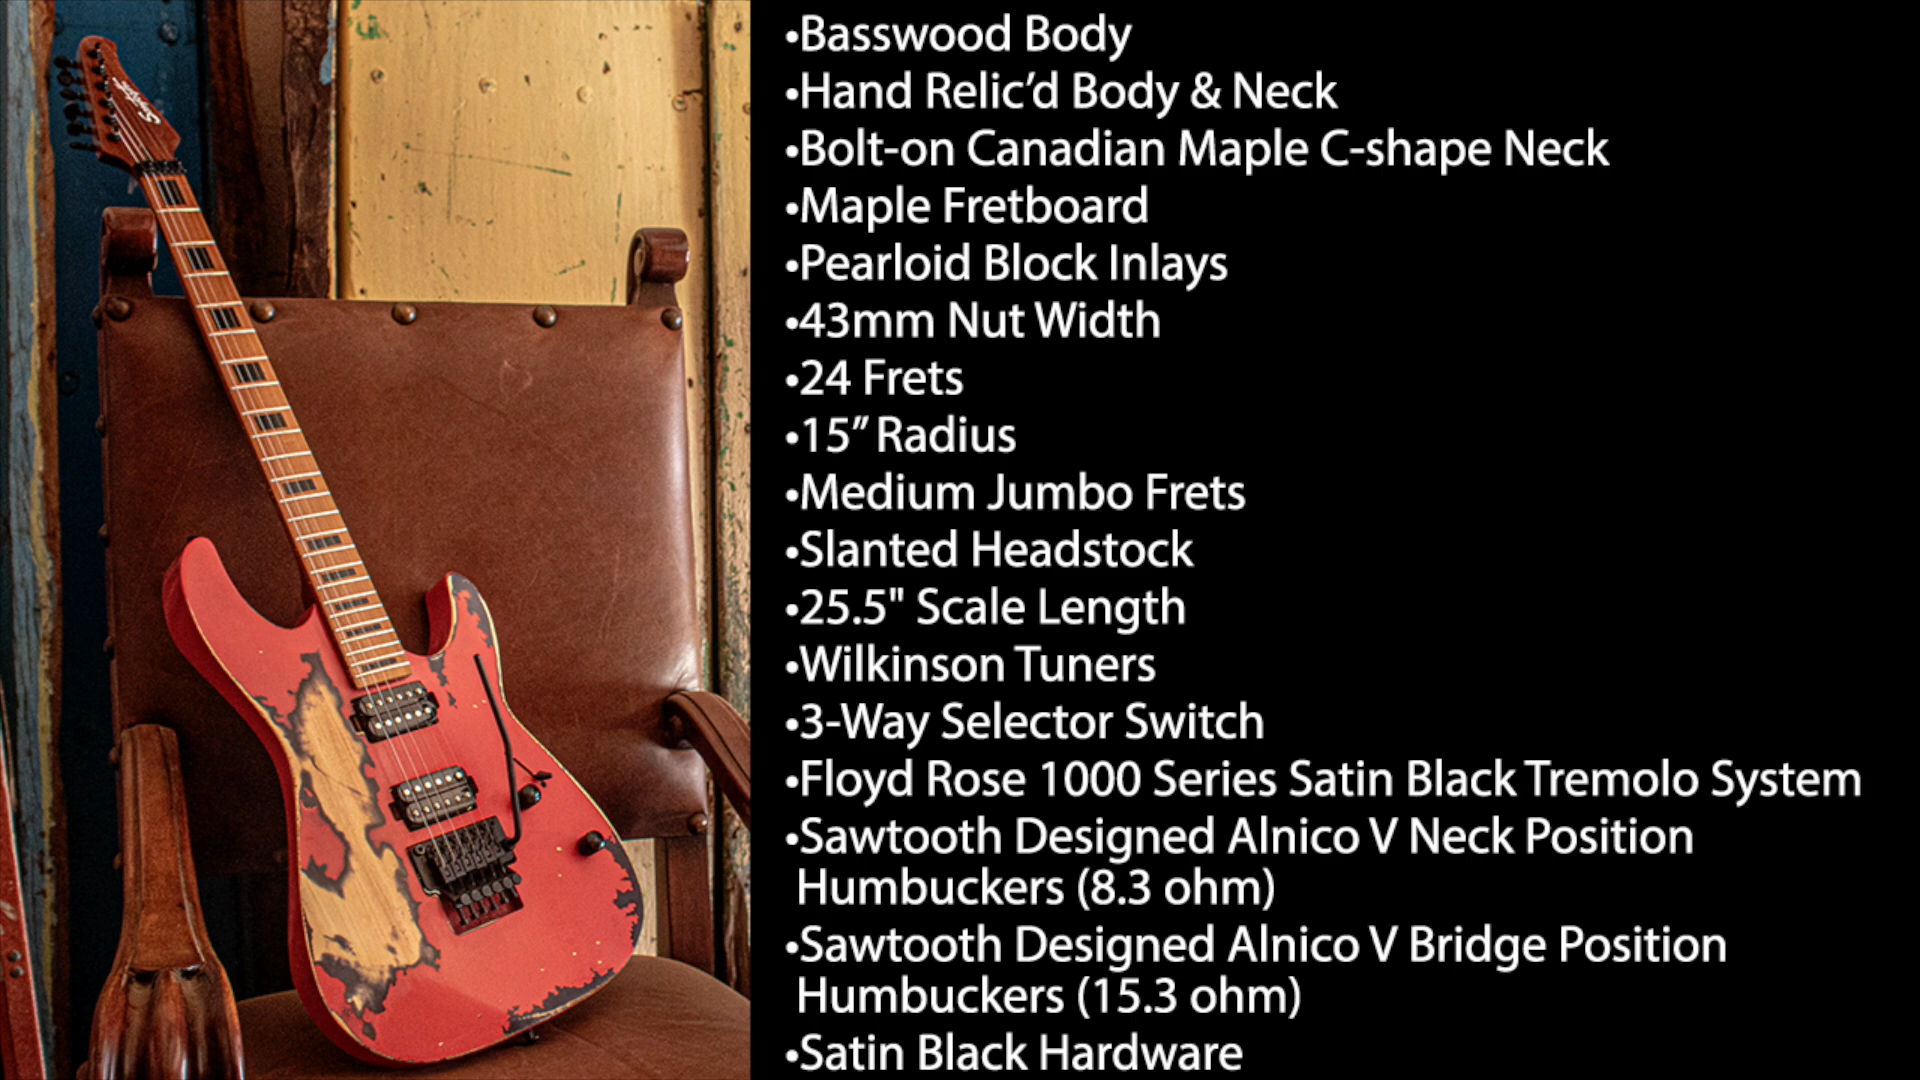 •Basswood Body
•Hand Relic’d Body & Neck
•Bolt-on Canadian Maple C-shape Neck
•Maple Fretboard
•Pearloid Block Inlays
•43mm Nut Width
•24 Frets
•15” Radius
•Medium Jumbo Frets
•Slanted Headstock
•25.5" Scale Length
•Wilkinson Tuners
•3-Way Selector Switch
•Floyd Rose 1000 Series Satin Black Tremolo System
•Sawtooth Designed Alnico V Neck Position
Humbuckers (8.3 ohm)
•Sawtooth Designed Alnico V Bridge Position
Humbuckers (15.3 ohm)
•Satin Black Hardware